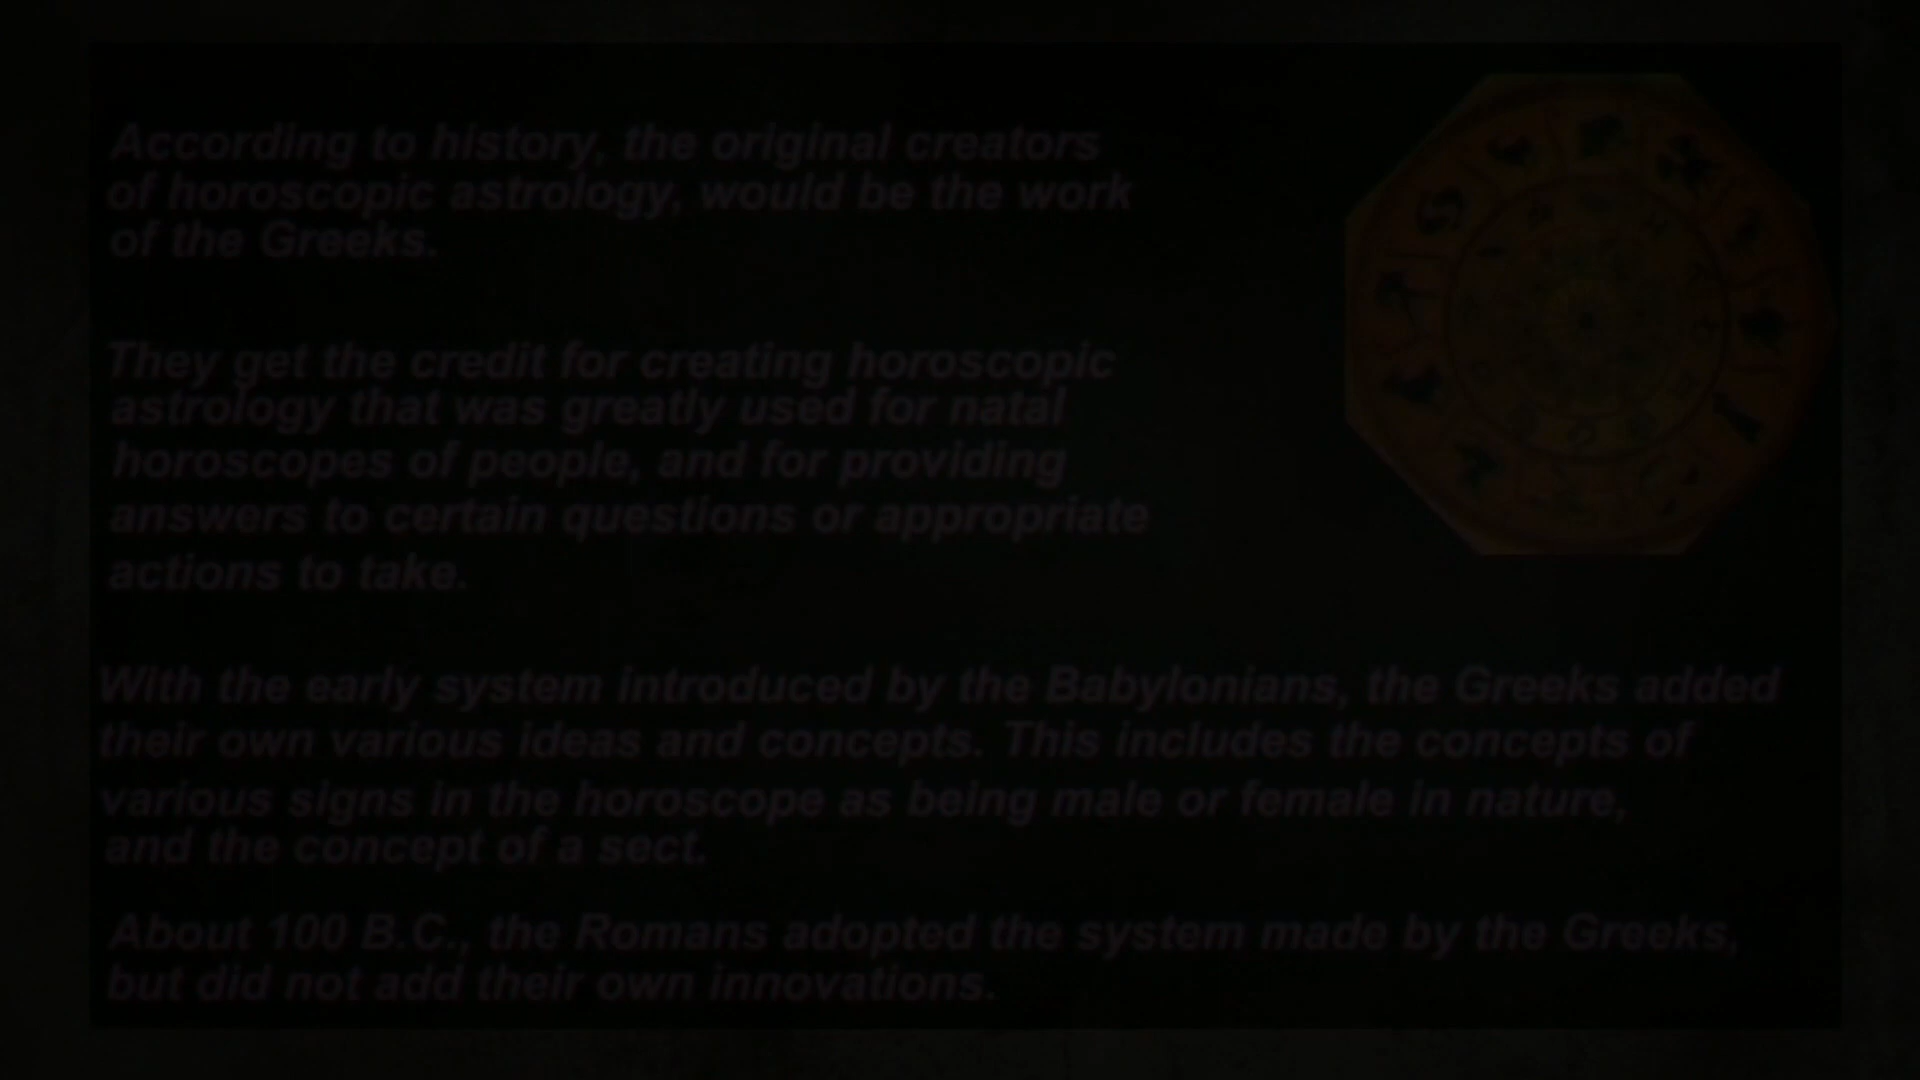 According to history, the original creators
of horoscopic astrology, would be the work
of the Greeks.
They get the credit for creating horoscopic
astrology that was greatly used for natal
horoscopes of people, and for providing
answers to certain questions or appropriate
actions to take.
With the early system introduced by the Babylonians, the Greeks added
their own various ideas and concepts. This includes the concepts of
various signs in the horoscope as being male or female in nature,
and the concept of a sect.
About 100 B.C., the Romans adopted the system made by the Greeks,
but did not add their own innovations.